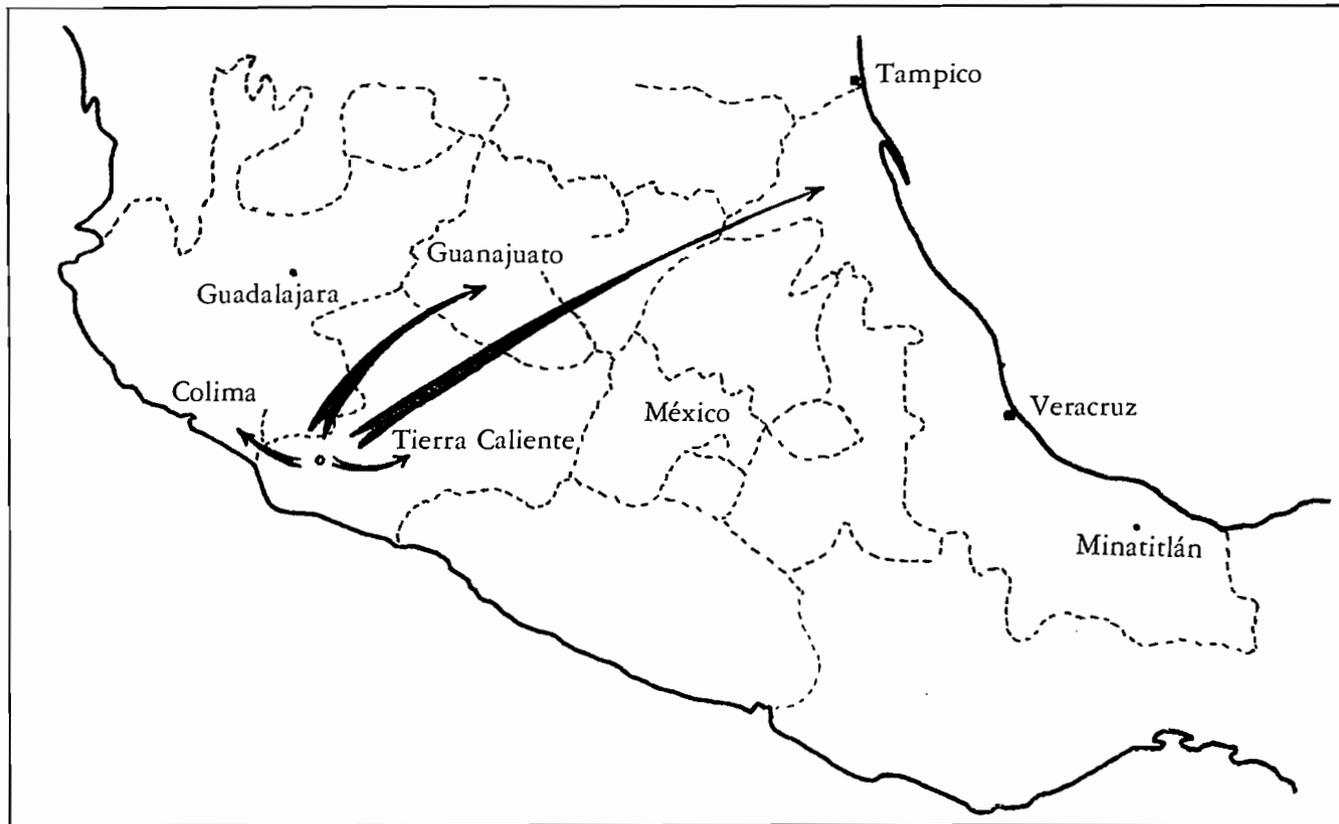 Tampico
Guanajuato
Guadalajara
Colima
México
Veracruz
Tierra Caliente
Minatitlán